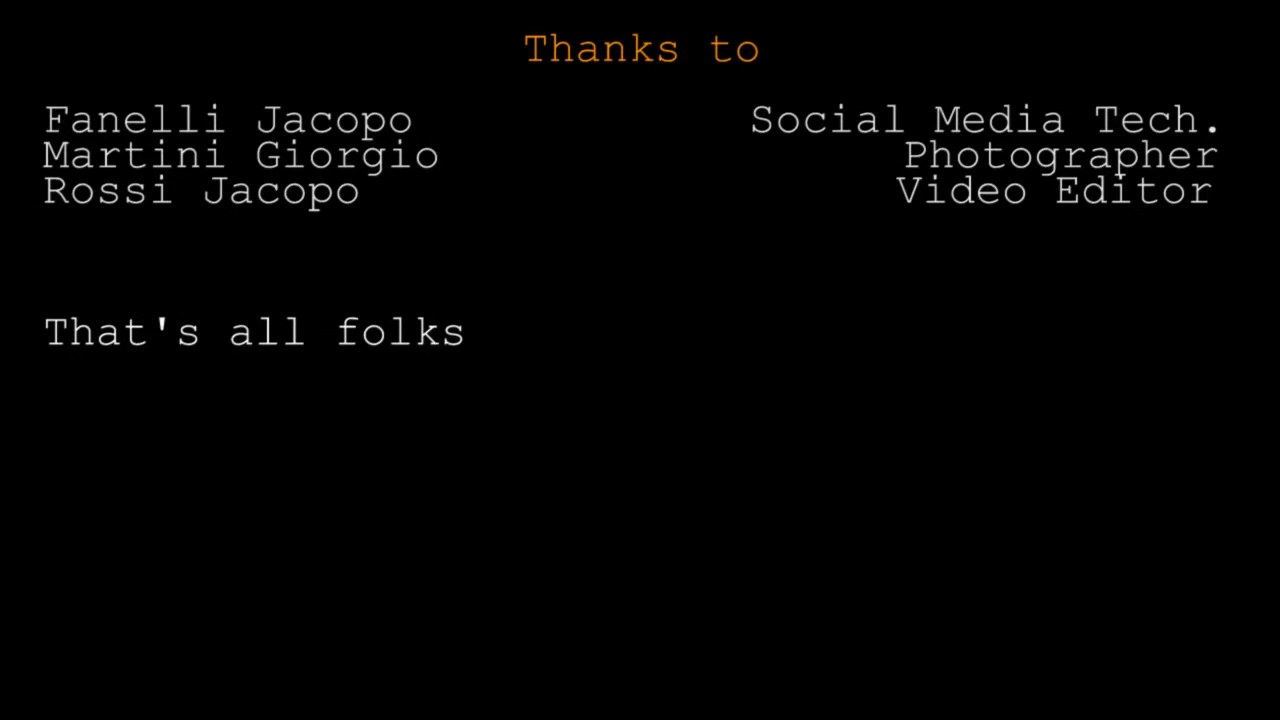 Thanks to
Fanelli Jacopo Social Media Tech.
Martini Giorgio Photographer
Rossi Jacopo Video Editor
That's all folks